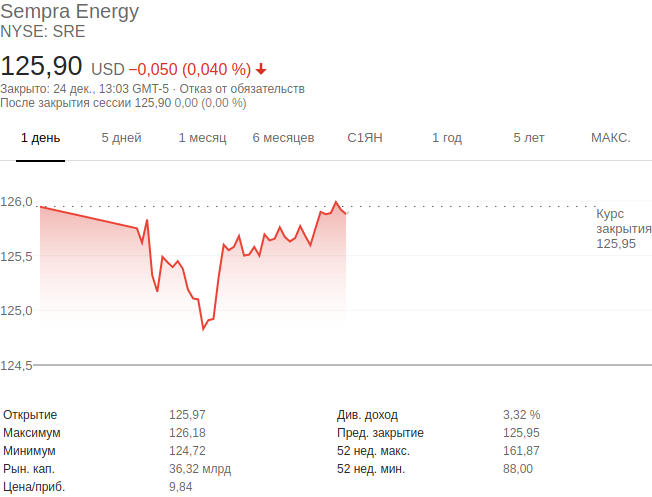 Sempra Energy
NYSE: SRE
125,90 USD −0,050 (0,040 %)
Закрыто: 24 дек., 13:03 GMT-5 · Отказ от обязательств
После закрытия сессии 125,90 0,00 (0,00 %)
1 день 5 дней 1 месяц 6 месяцев С1ЯН 1 год 5 лет МАКС.
126,0
Курс
закрытия
125,95
125,5
125,0
124,5
Открытие 125,97 Див. доход 3,32 %
Максимум 126,18 Пред. закрытие 125,95
Минимум 124,72 52 нед. макс. 161,87
Рын. кап. 36,32 млрд 52 нед. мин. 88,00
Цена/приб. 9,84